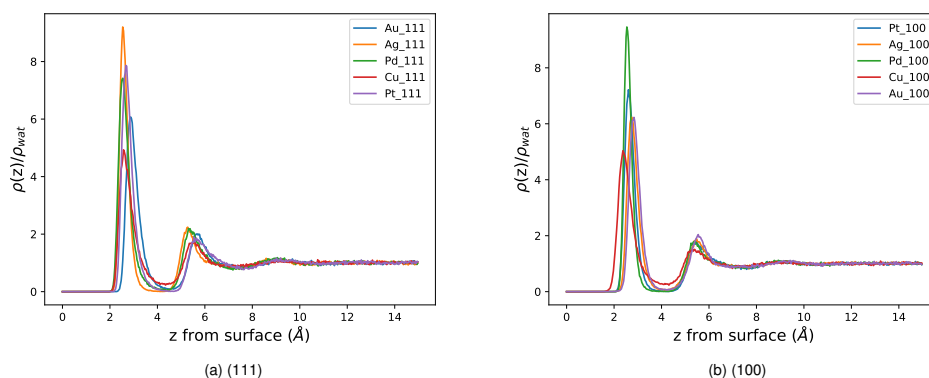 8
6
4
2
0
ρ(z)/ρ_wat
Au_111
Ag_111
Pd_111
Cu_111
Pt_111
0 2 4 6 8 10 12 14
z from surface (Å)
(a) (111)
8
6
4
2
0
ρ(z)/ρ_wat
Pt_100
Ag_100
Pd_100
Cu_100
Au_100
0 2 4 6 8 10 12 14
z from surface (Å)
(b) (100)